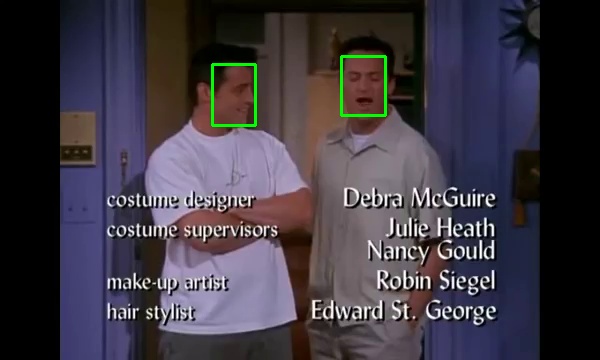 costume designer Debra McGuire
costume supervisors Julie Heath
Nancy Gould
make-up artist Robin Siegel
hair stylist Edward St. George